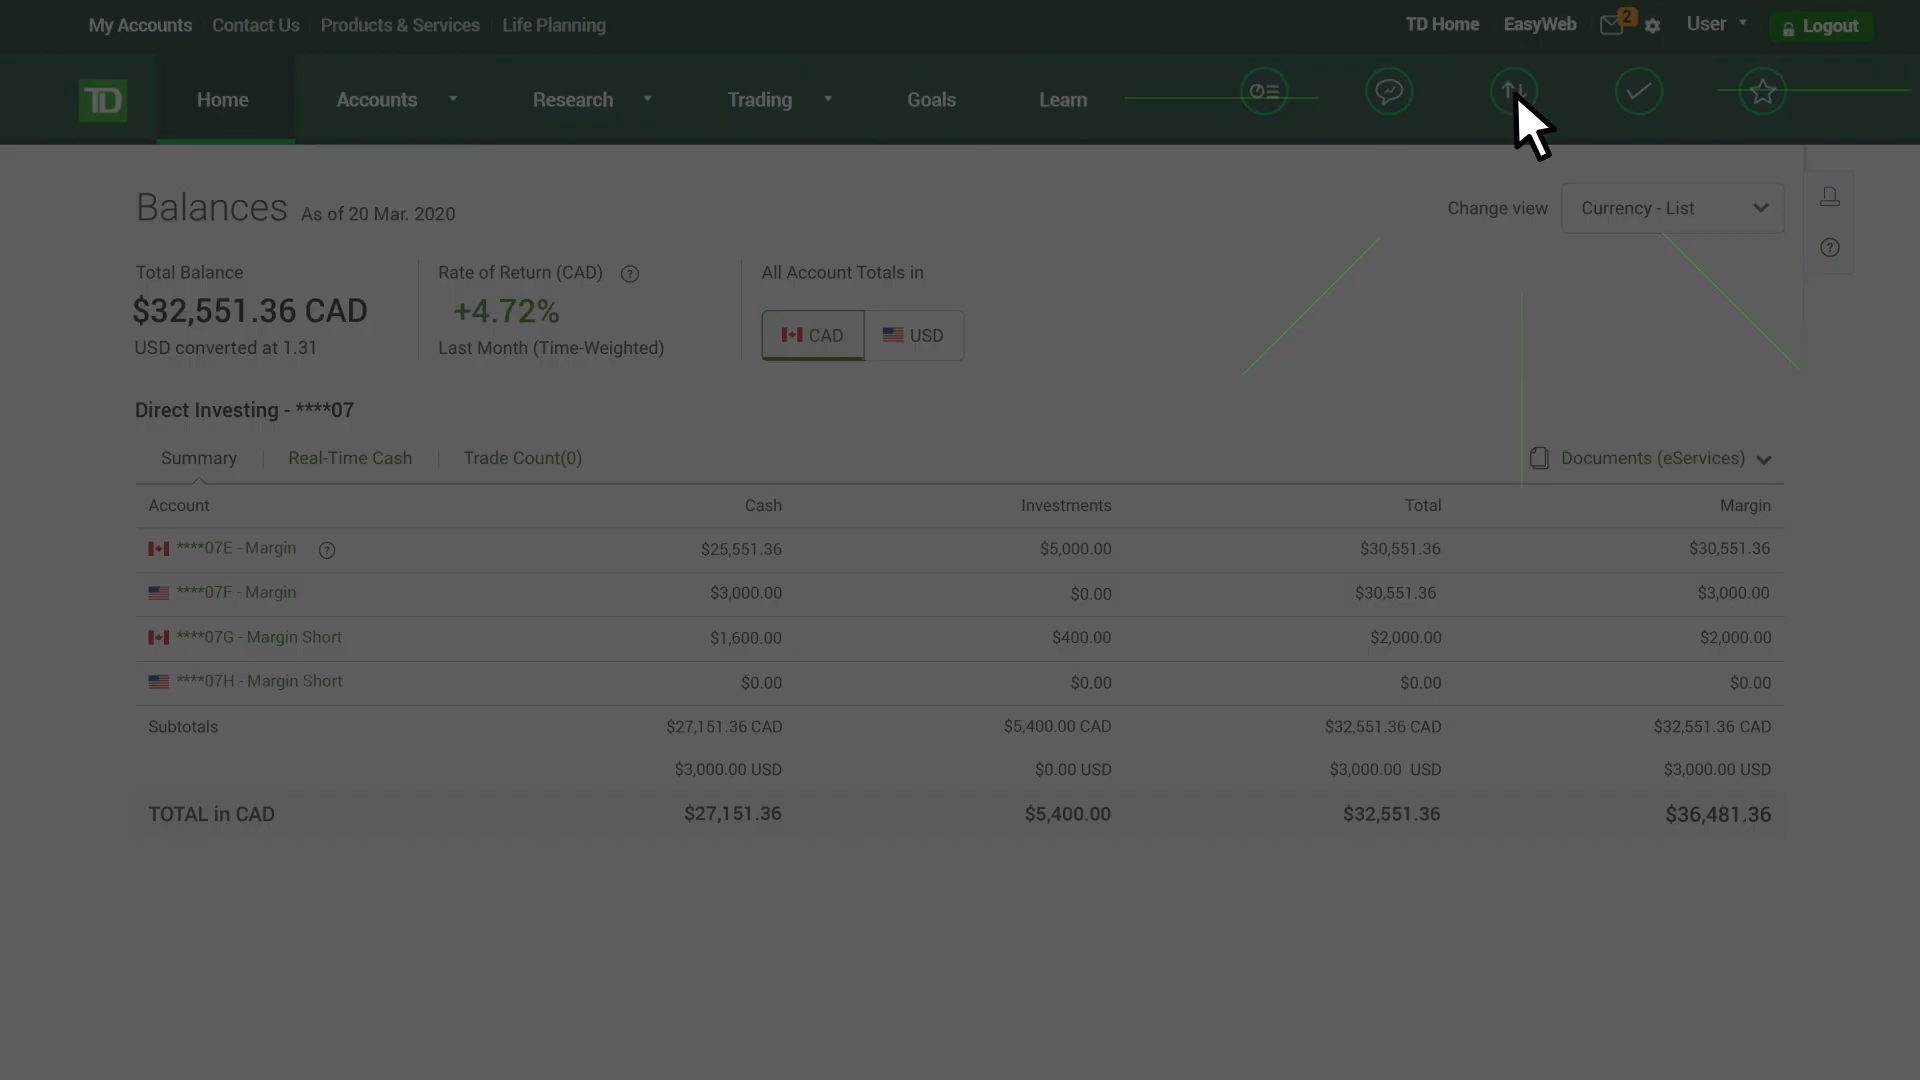 My Accounts Contact Us Products & Services Life Planning TD Home EasyWeb 2 User Logout
TD Home Accounts Research Trading Goals Learn
Balances As of 20 Mar. 2020 Change view Currency - List
Total Balance Rate of Return (CAD) ? All Account Totals in
$32,551.36 CAD +4.72% CAD USD
USD converted at 1.31 Last Month (Time-Weighted)
Direct Investing - ****07
Summary Real-Time Cash Trade Count(0) Documents (eServices)
Account Cash Investments Total Margin
****07E - Margin ? $25,551.36 $5,000.00 $30,551.36 $30,551.36
****07F - Margin $3,000.00 $0.00 $30,551.36 $3,000.00
****07G - Margin Short $1,600.00 $400.00 $2,000.00 $2,000.00
****07H - Margin Short $0.00 $0.00 $0.00 $0.00
Subtotals $27,151.36 CAD $5,400.00 CAD $32,551.36 CAD $32,551.36 CAD
$3,000.00 USD $0.00 USD $3,000.00 USD $3,000.00 USD
TOTAL in CAD $27,151.36 $5,400.00 $32,551.36 $36,481.36